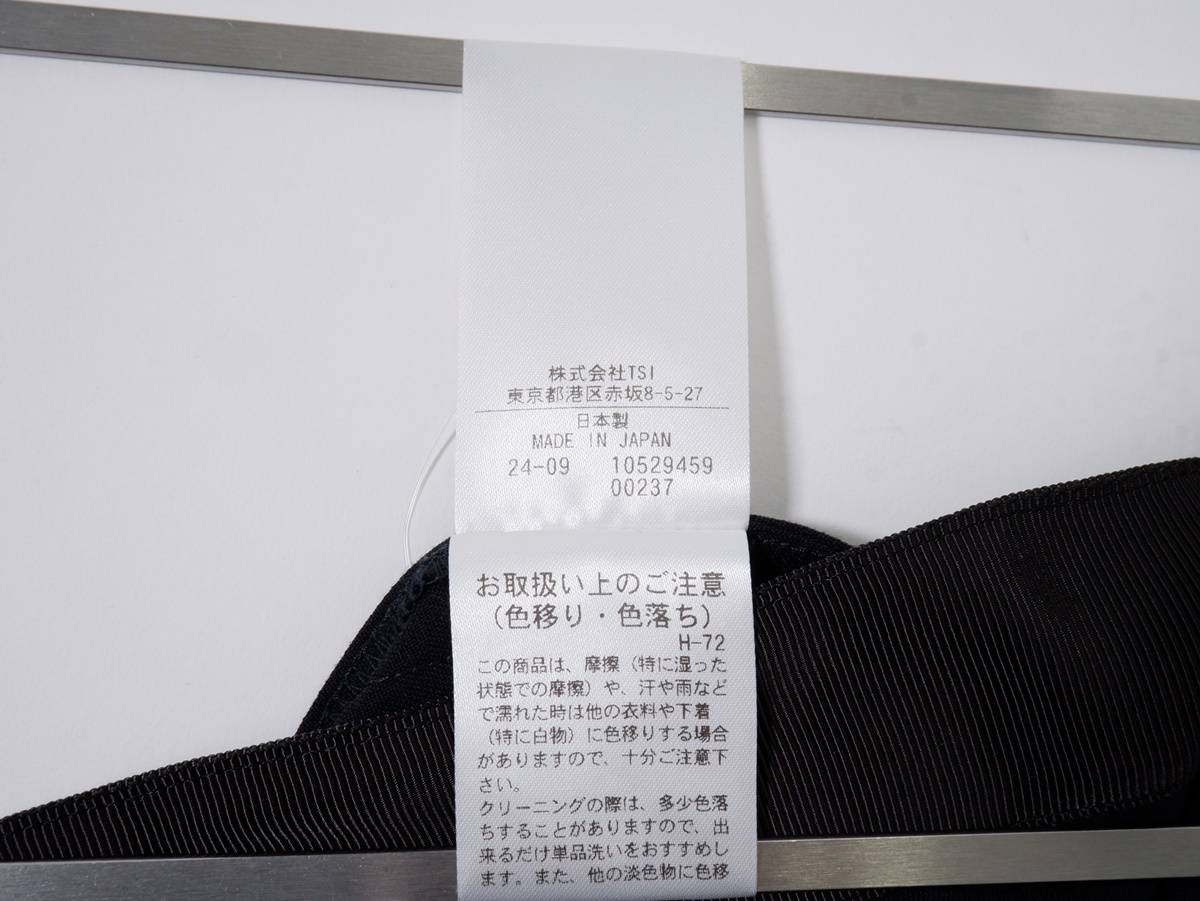 株式会社TSI
東京都港区赤坂8-5-27
日本製
MADE IN JAPAN
24-09 10529459
00237
お取扱い上のご注意
(色移り・色落ち)
H-72
この商品は、摩擦(特に湿った
状態での摩擦)や、汗や雨など
で濡れた時は他の衣料や下着
(特に白物)に色移りする場合
がありますので、十分ご注意下
さい。
クリーニングの際は、多少色落
ちすることがありますので、出
来るだけ単品洗いをおすすめし
ます。また、他の淡色物に色移